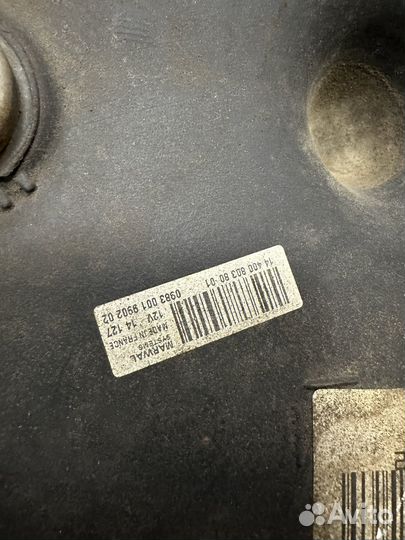 14 400 803 80-01
MARWAL
SYSTEMS
12V - 14 127
MADE IN FRANCE
0983 001 9902 02
Avito